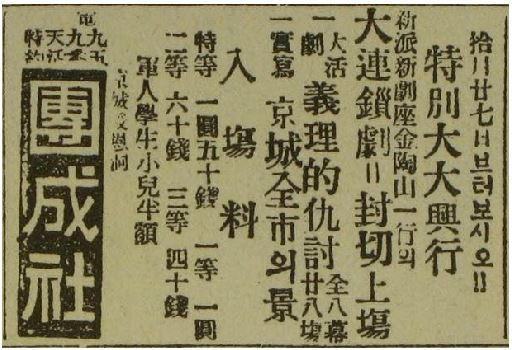 拾月廿七日브터보시오!!
特別大大興行
新派新劇座金陶山一行의
大連鎖劇=封切上場
一大活劇 義理的仇討 全八幕廿八場
一實寫 京城全市의景
入場料
特等 一圓五十錢 一等 一圓
二等 六十錢 三等 四十錢
軍人學生小兒半額
京城授恩洞
團成社